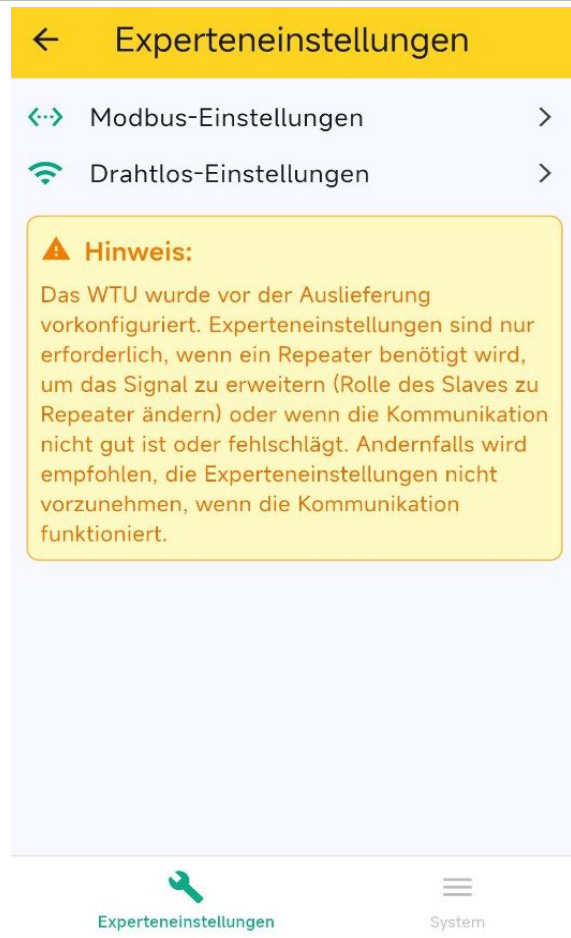 Experteneinstellungen
Modbus-Einstellungen
Drahtlos-Einstellungen
Hinweis:
Das WTU wurde vor der Auslieferung
vorkonfiguriert. Experteneinstellungen sind nur
erforderlich, wenn ein Repeater benötigt wird,
um das Signal zu erweitern (Rolle des Slaves zu
Repeater ändern) oder wenn die Kommunikation
nicht gut ist oder fehlschlägt. Andernfalls wird
empfohlen, die Experteneinstellungen nicht
vorzunehmen, wenn die Kommunikation
funktioniert.
Experteneinstellungen
System